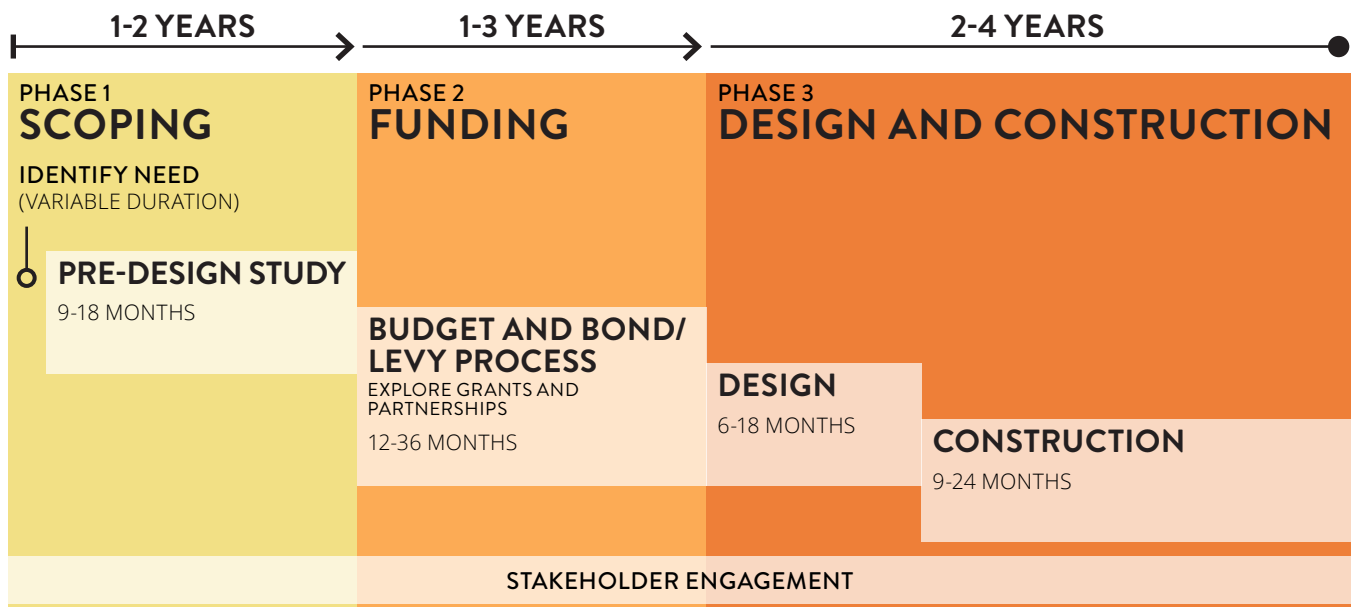 1-2 YEARS
1-3 YEARS
2-4 YEARS
PHASE 1
SCOPING
IDENTIFY NEED
(VARIABLE DURATION)
PRE-DESIGN STUDY
9-18 MONTHS
PHASE 2
FUNDING
BUDGET AND BOND/
LEVY PROCESS
EXPLORE GRANTS AND
PARTNERSHIPS
12-36 MONTHS
PHASE 3
DESIGN AND CONSTRUCTION
DESIGN
6-18 MONTHS
CONSTRUCTION
9-24 MONTHS
STAKEHOLDER ENGAGEMENT